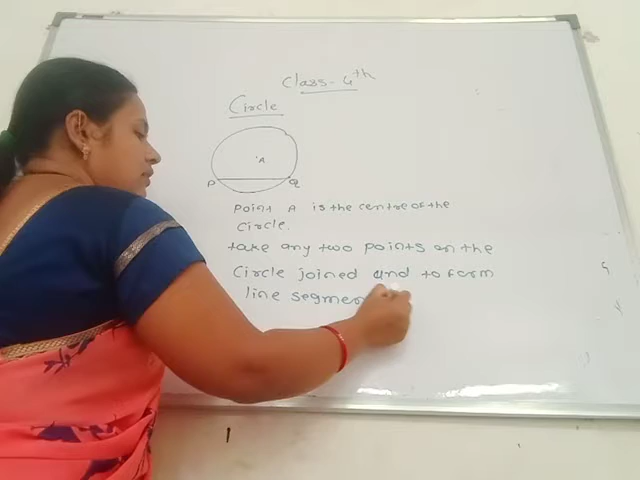 Class - 4th
Circle
A
P Q
Point A is the centre of the
Circle.
take any two points on the
Circle joined and to form
line segmen